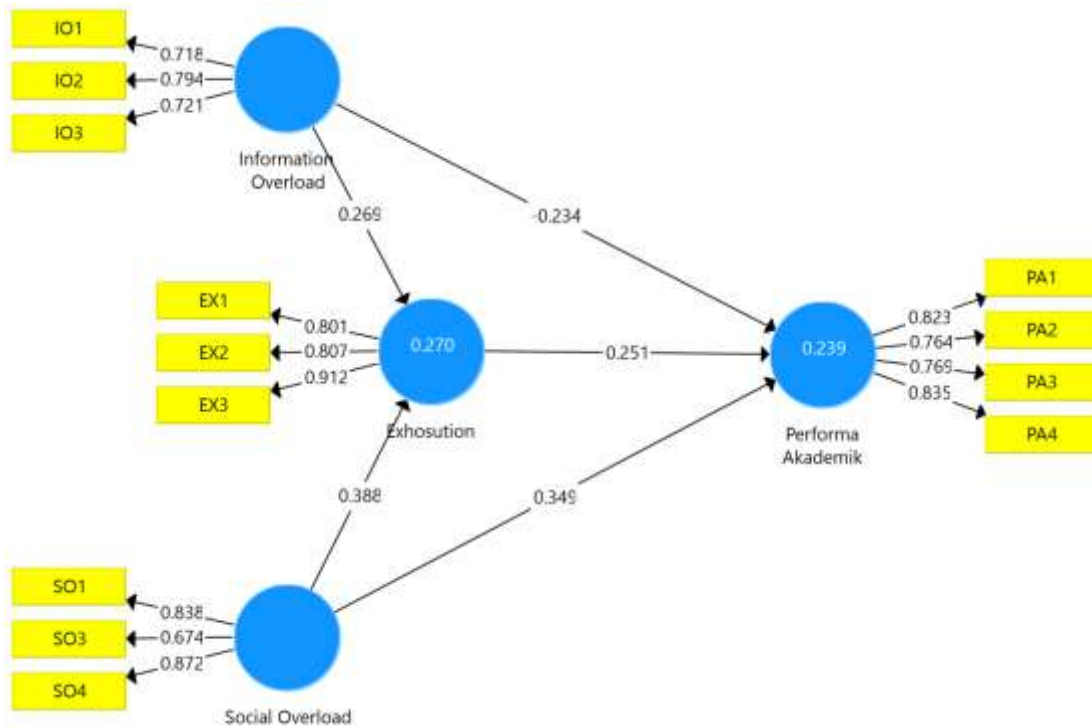 IO1
0.718
IO2
0.794
IO3
0.721
Information
Overload
0.269
-0.234
EX1
0.801
EX2
0.807
EX3
0.912
0.270
Exhosution
0.251
0.239
Performa
Akademik
PA1
0.823
PA2
0.764
PA3
0.769
PA4
0.835
0.388
0.349
SO1
0.838
SO3
0.674
SO4
0.872
Social Overload